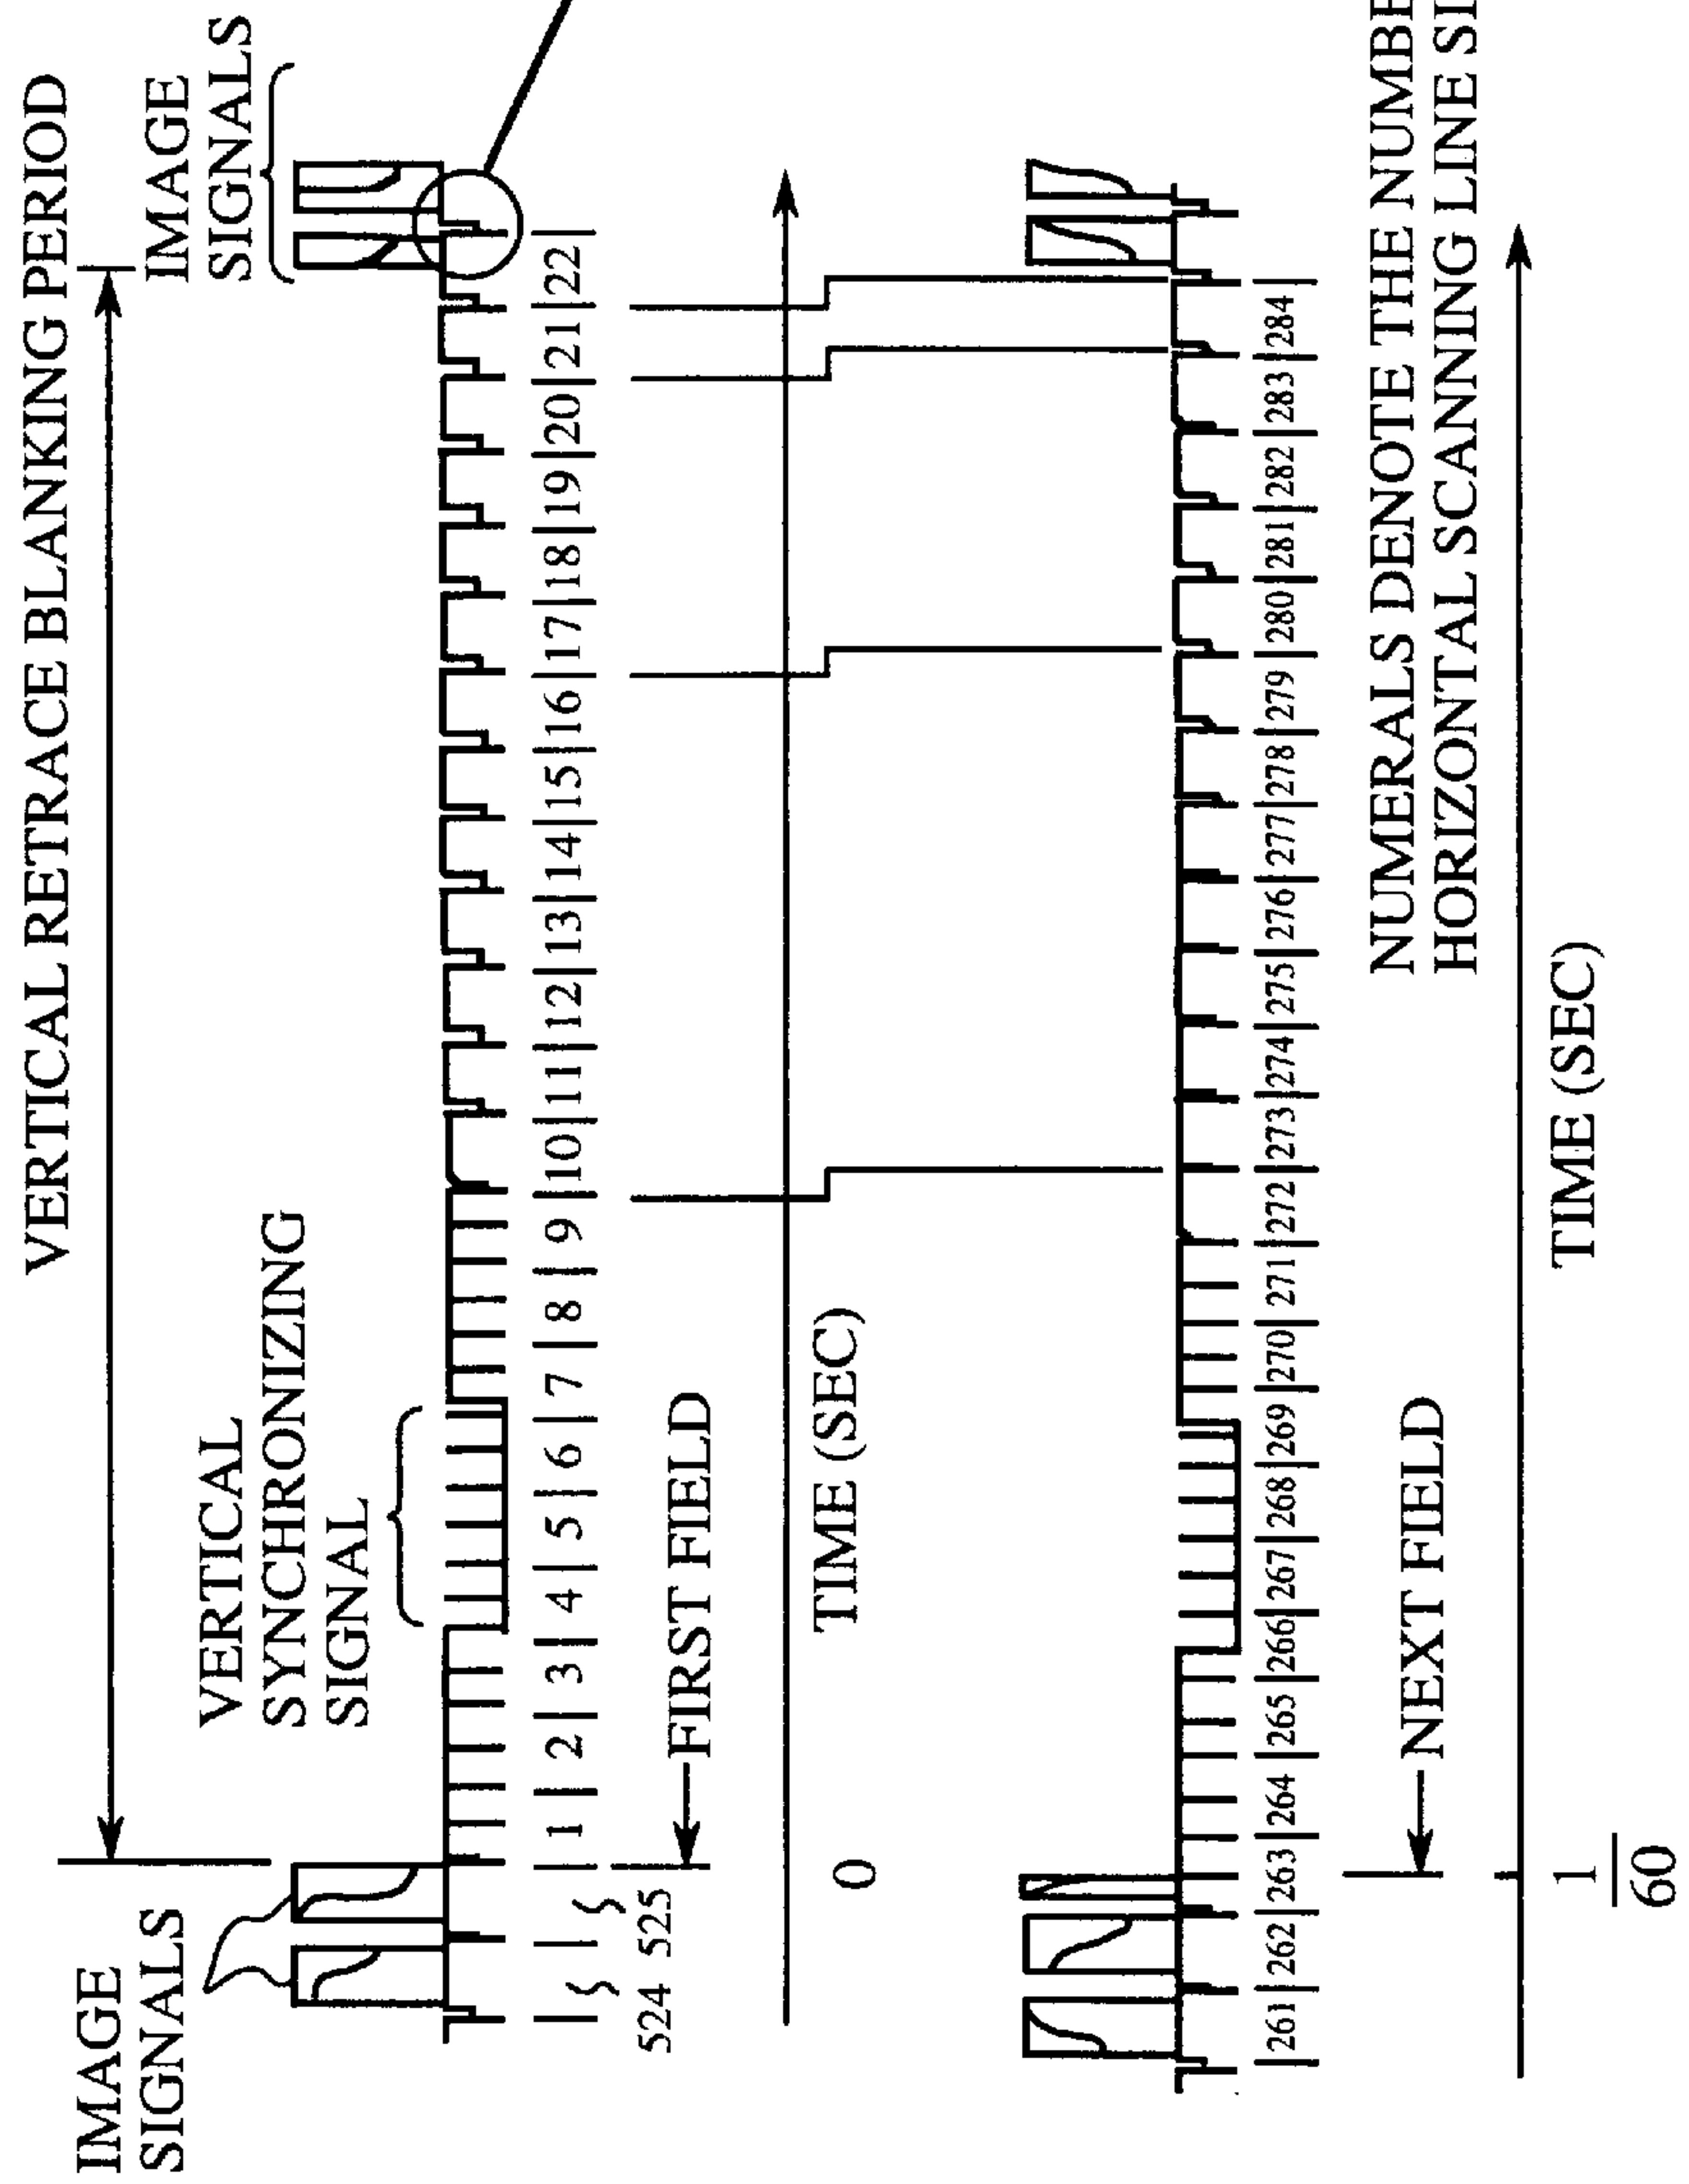 VERTICAL RETRACE BLANKING PERIOD
IMAGE
SIGNALS
VERTICAL
SYNCHRONIZING
SIGNAL
IMAGE
SIGNALS
524 525 1 2 3 4 5 6 7 8 9 10 11 12 13 14 15 16 17 18 19 20 21 22
FIRST FIELD
0
TIME (SEC)
261 262 263 264 265 266 267 268 269 270 271 272 273 274 275 276 277 278 279 280 281 282 283 284
NEXT FIELD
NUMERALS DENOTE THE NUMBE
HORIZONTAL SCANNING LINE SI
1
60
TIME (SEC)